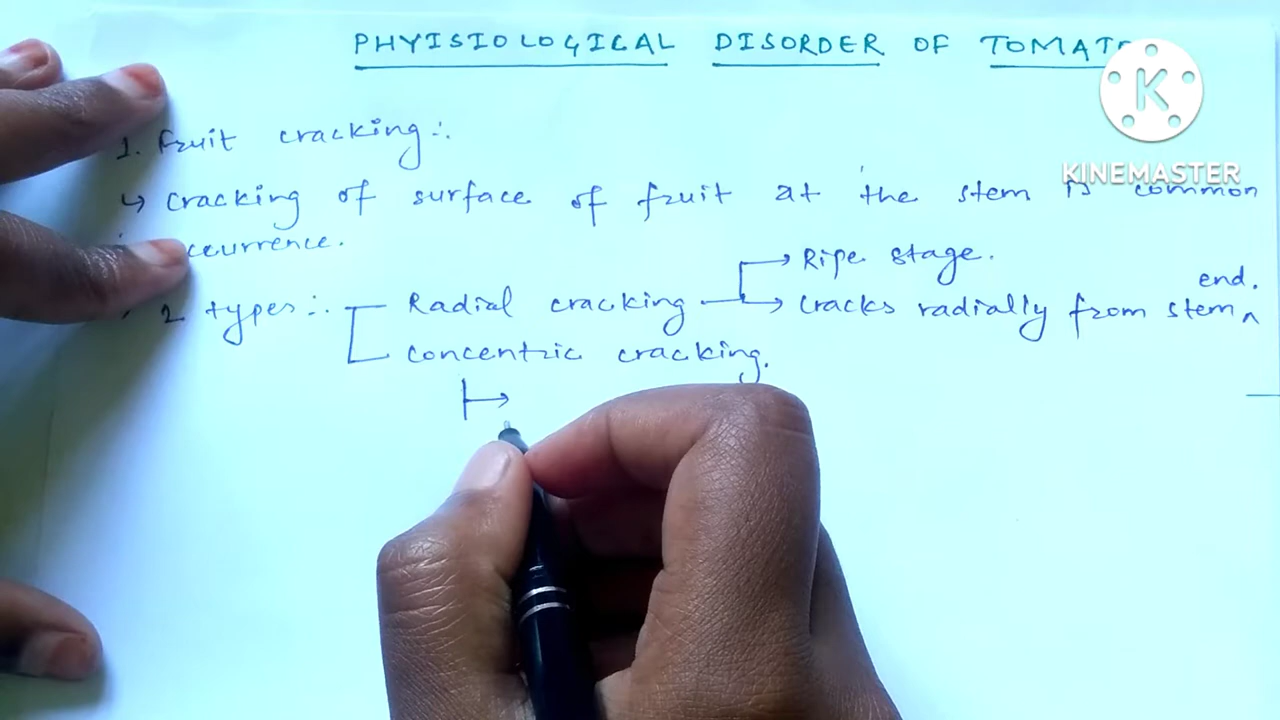 PHYISIOLOGICAL DISORDER OF TOMATO
KINEMASTER
1. Fruit cracking :.
↳ Cracking of surface of fruit at the stem is common
occurrence.
2 types :. Radial cracking → Ripe stage.
→ Cracks radially from stem ^ end.
Concentric cracking.